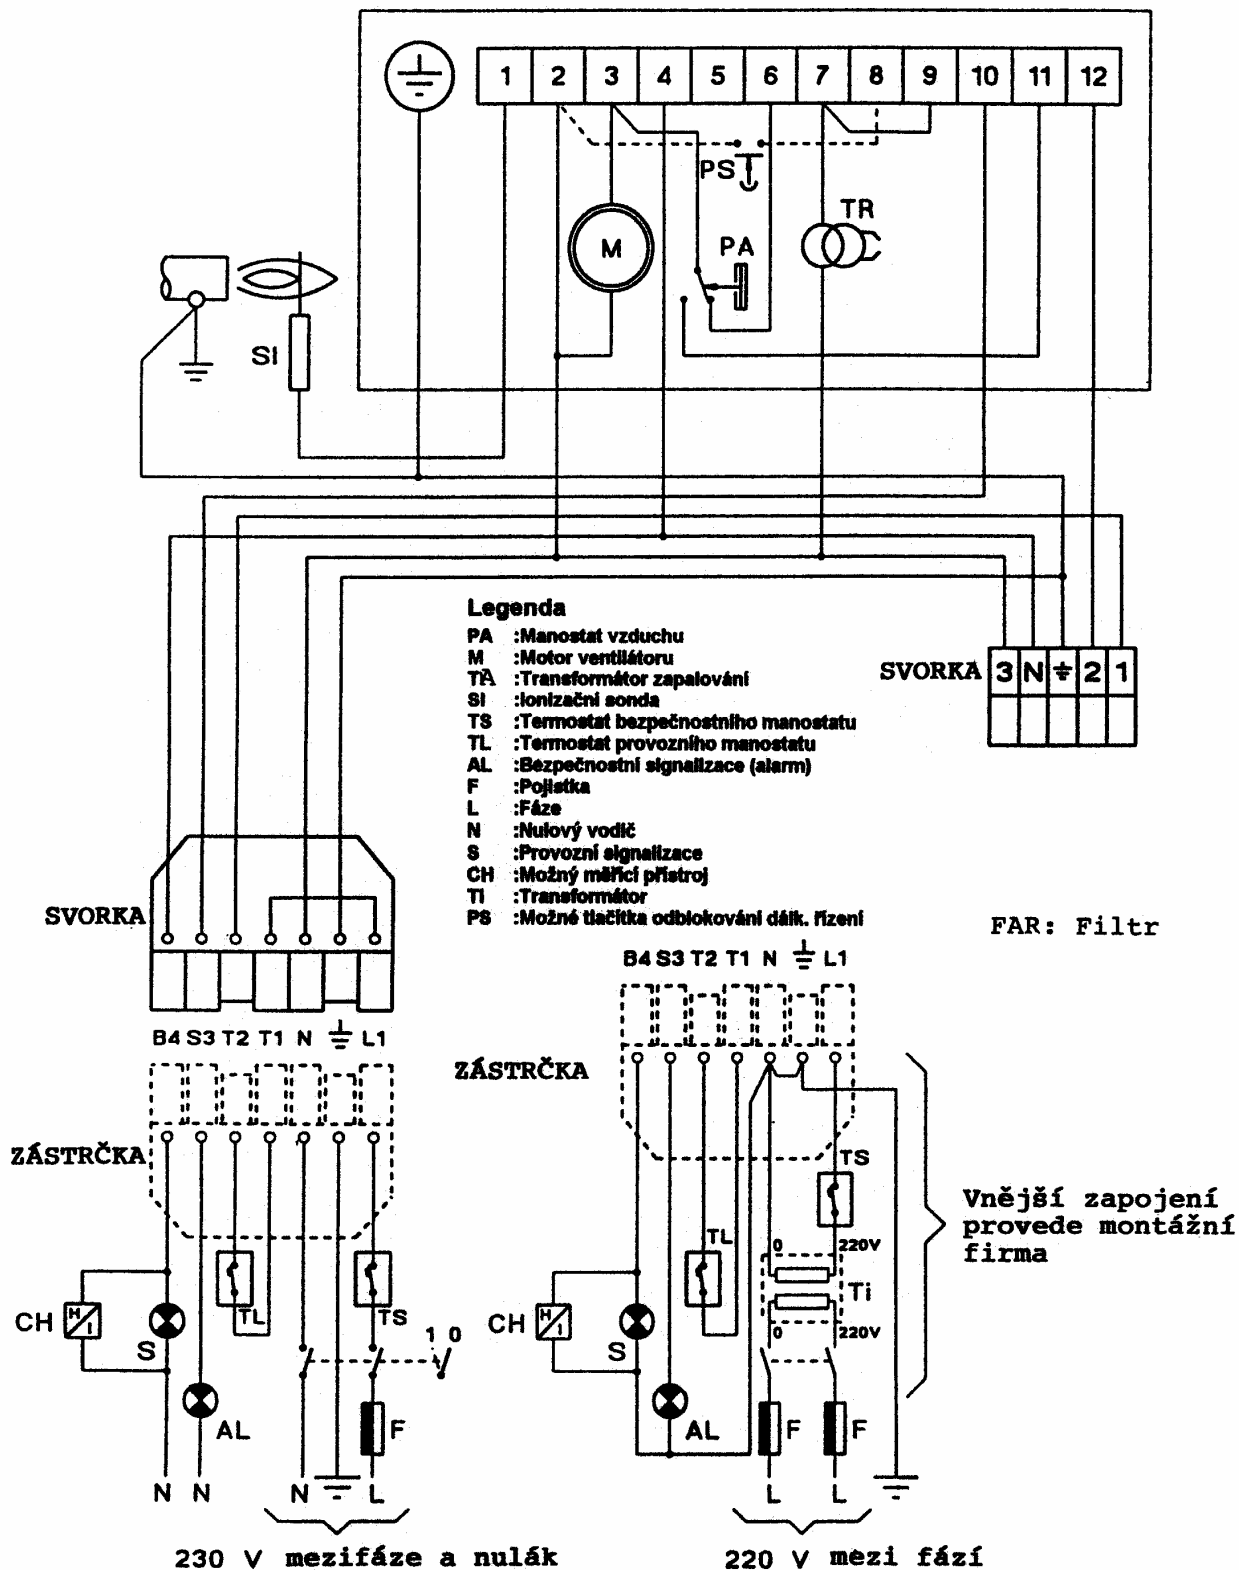 1 2 3 4 5 6 7 8 9 10 11 12
PS
TR
M
PA
SI
Legenda
PA :Manostat vzduchu
M :Motor ventilátoru
TA :Transformátor zapalování
SI :Ionizační sonda
TS :Termostat bezpečnostního manostatu
TL :Termostat provozního manostatu
AL :Bezpečnostní signalizace (alarm)
F :Pojistka
L :Fáze
N :Nulový vodič
S :Provozní signalizace
CH :Možný měřící přístroj
TI :Transformátor
PS :Možné tlačítka odblokování dálk. řízení
SVORKA 3 N 2 1
SVORKA
FAR: Filtr
B4 S3 T2 T1 N L1
B4 S3 T2 T1 N L1
ZÁSTRČKA
ZÁSTRČKA
TS
Vnější zapojení
provede montážní
firma
TL
0 220V
Ti
0 220V
CH H I
S
TL
TS
1 0
CH H I
S
AL
F
AL
F
F
N N N L
L L
230 V mezifáze a nulák
220 V mezi fází